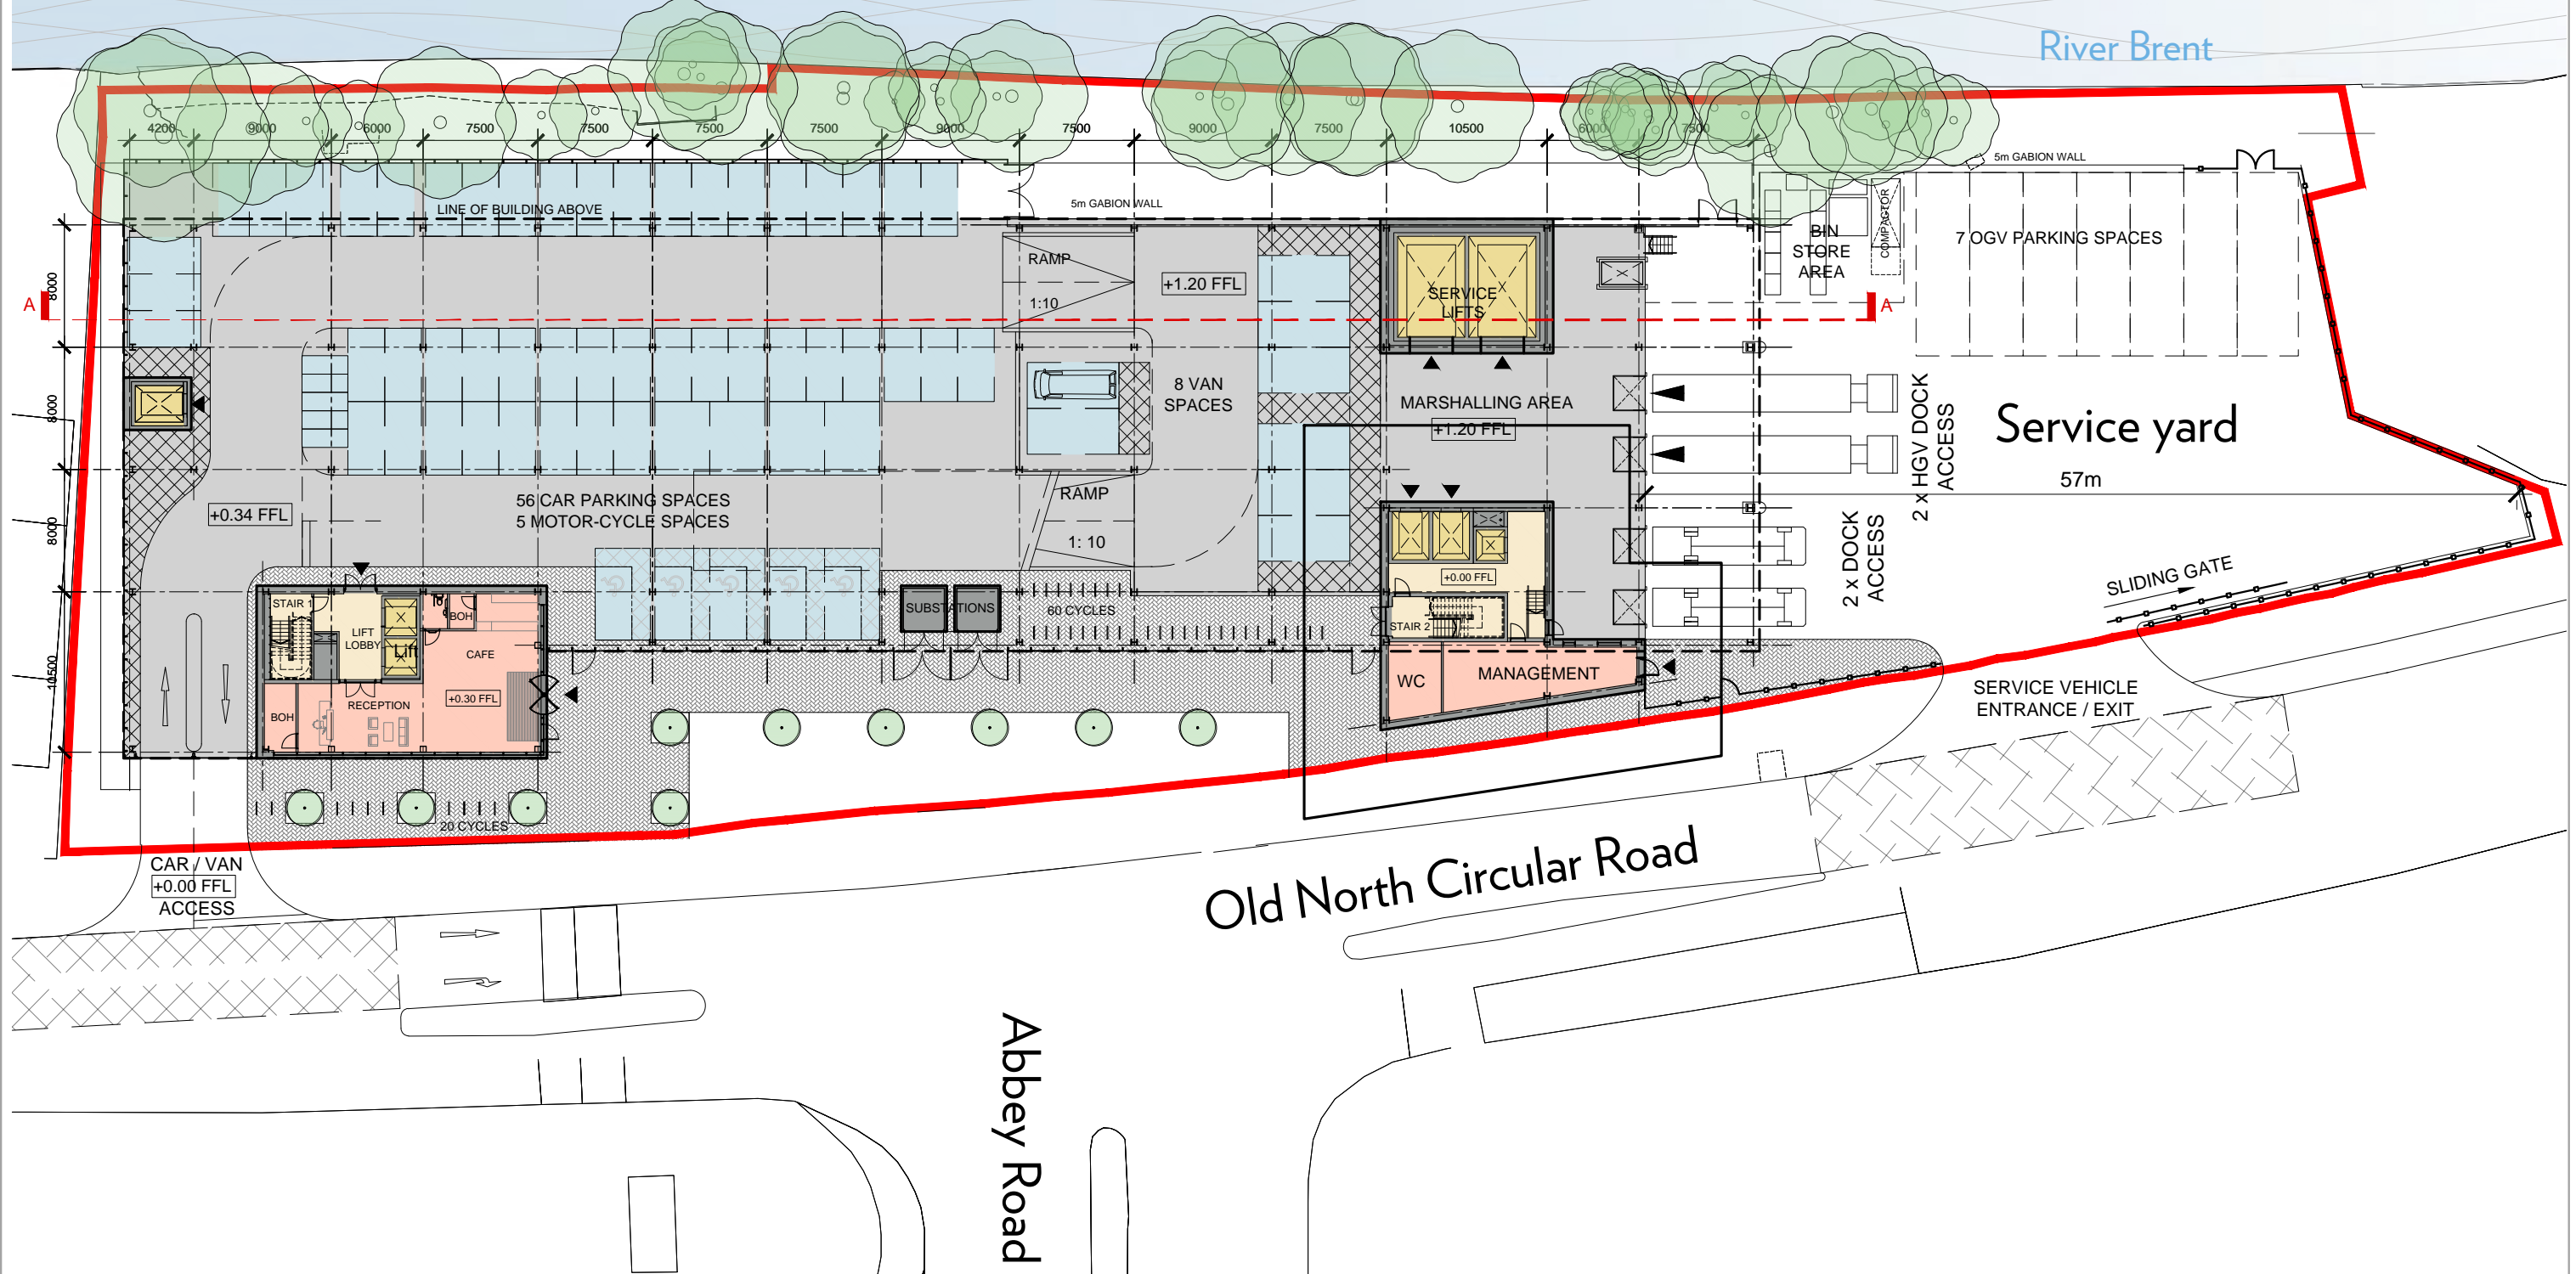 River Brent
4200
9000
6000
7500
7500
7500
7500
9000
7500
9000
7500
10500
6000
7500
5m GABION WALL
LINE OF BUILDING ABOVE
5m GABION WALL
COMPACTOR
BIN
STORE
AREA
7 OGV PARKING SPACES
RAMP
1:10
+1.20 FFL
SERVICE
LIFTS
A
A
8000
8000
8000
10500
8 VAN
SPACES
MARSHALLING AREA
+1.20 FFL
2 x HGV DOCK
ACCESS
Service yard
57m
+0.34 FFL
56 CAR PARKING SPACES
5 MOTOR-CYCLE SPACES
RAMP
1: 10
2 x DOCK
ACCESS
SLIDING GATE
+0.00 FFL
STAIR 1
LIFT
LOBBY
Lift
BOH
CAFE
SUBSTATIONS
60 CYCLES
STAIR 2
WC
MANAGEMENT
+0.30 FFL
BOH
RECEPTION
SERVICE VEHICLE
ENTRANCE / EXIT
20 CYCLES
CAR / VAN
+0.00 FFL
ACCESS
Old North Circular Road
Abbey Road